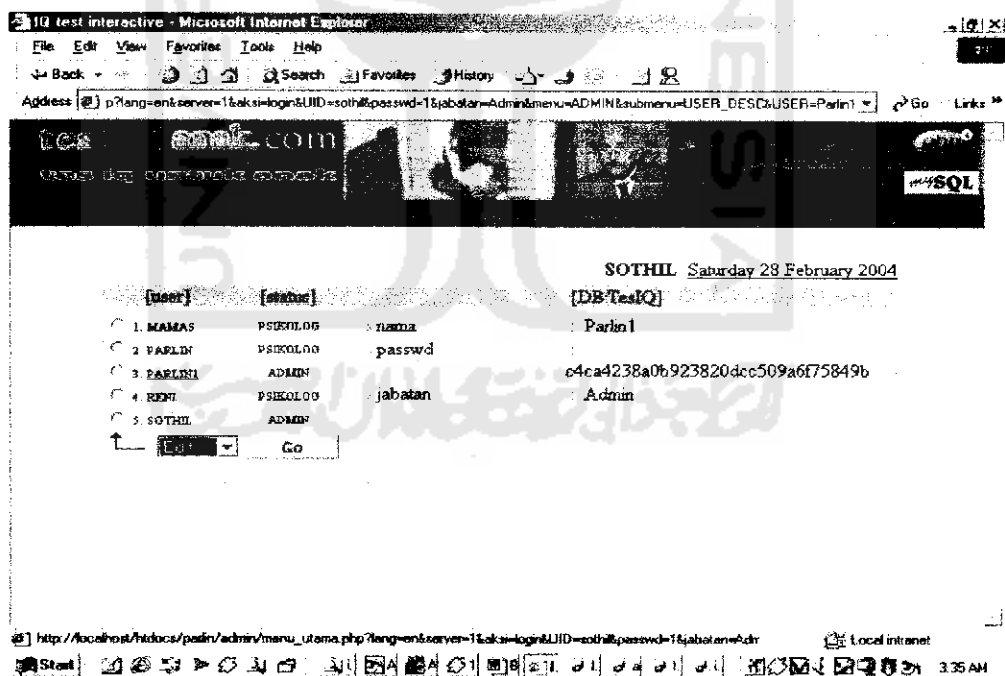 IQ test interactive - Microsoft Internet Explorer
File Edit View Favorites Tools Help
Back Search Favorites History
Address p?lang=en&server=1&aksi=login&UID=sothil&passwd=1&jabatan=Admin&menu=ADMIN&submenu=USER_DESC&USER=Parlin1 Go Links »
tes .com
mySQL
SOTHIL Saturday 28 February 2004
[user] [status] [DB TesIQ]
1. MAMAS PSIKOLOG nama : Parlin1
2. PARLIN PSIKOLOG passwd :
3. PARLIN1 ADMIN c4ca4238a0b923820dcc509a6f75849b
4. RENI PSIKOLOG jabatan : Admin
5. SOTHIL ADMIN
Edit Go
http://localhost/htdocs/parlin/admin/menu_utama.php?lang=en&server=1&aksi=login&UID=sothil&passwd=1&jabatan=Adm Local intranet
Start 3:35 AM